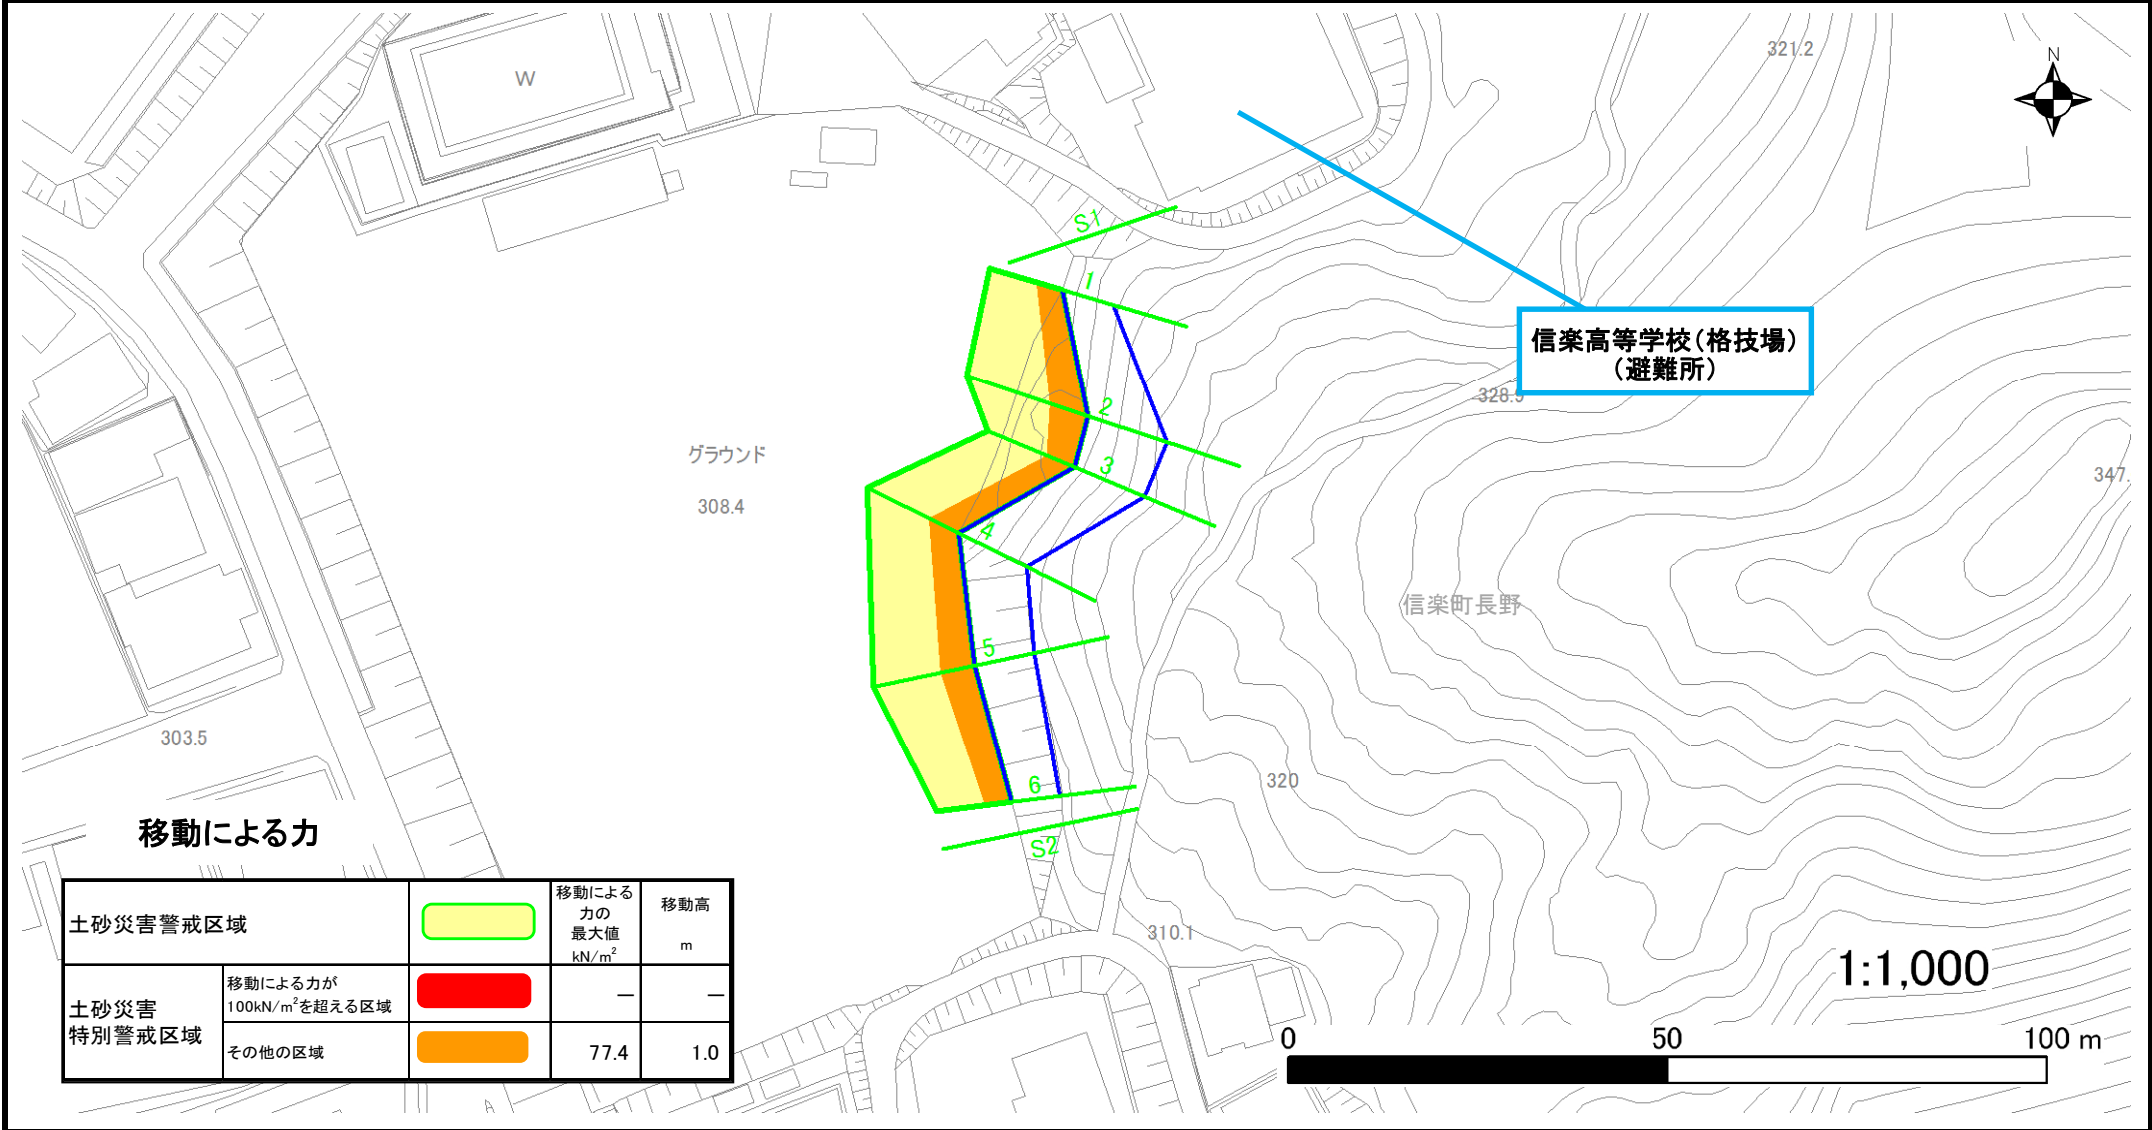 W
321.2
N
S1
1
信楽高等学校(格技場)
(避難所)
328.9
2
3
グラウンド
308.4
347.
4
信楽町長野
5
303.5
6
320
S2
移動による力
310.1
土砂災害警戒区域
移動による
力の
最大値
kN/m²
移動高
m
土砂災害
特別警戒区域
移動による力が
100kN/m²を超える区域
―
―
その他の区域
77.4
1.0
1:1,000
0 50 100 m